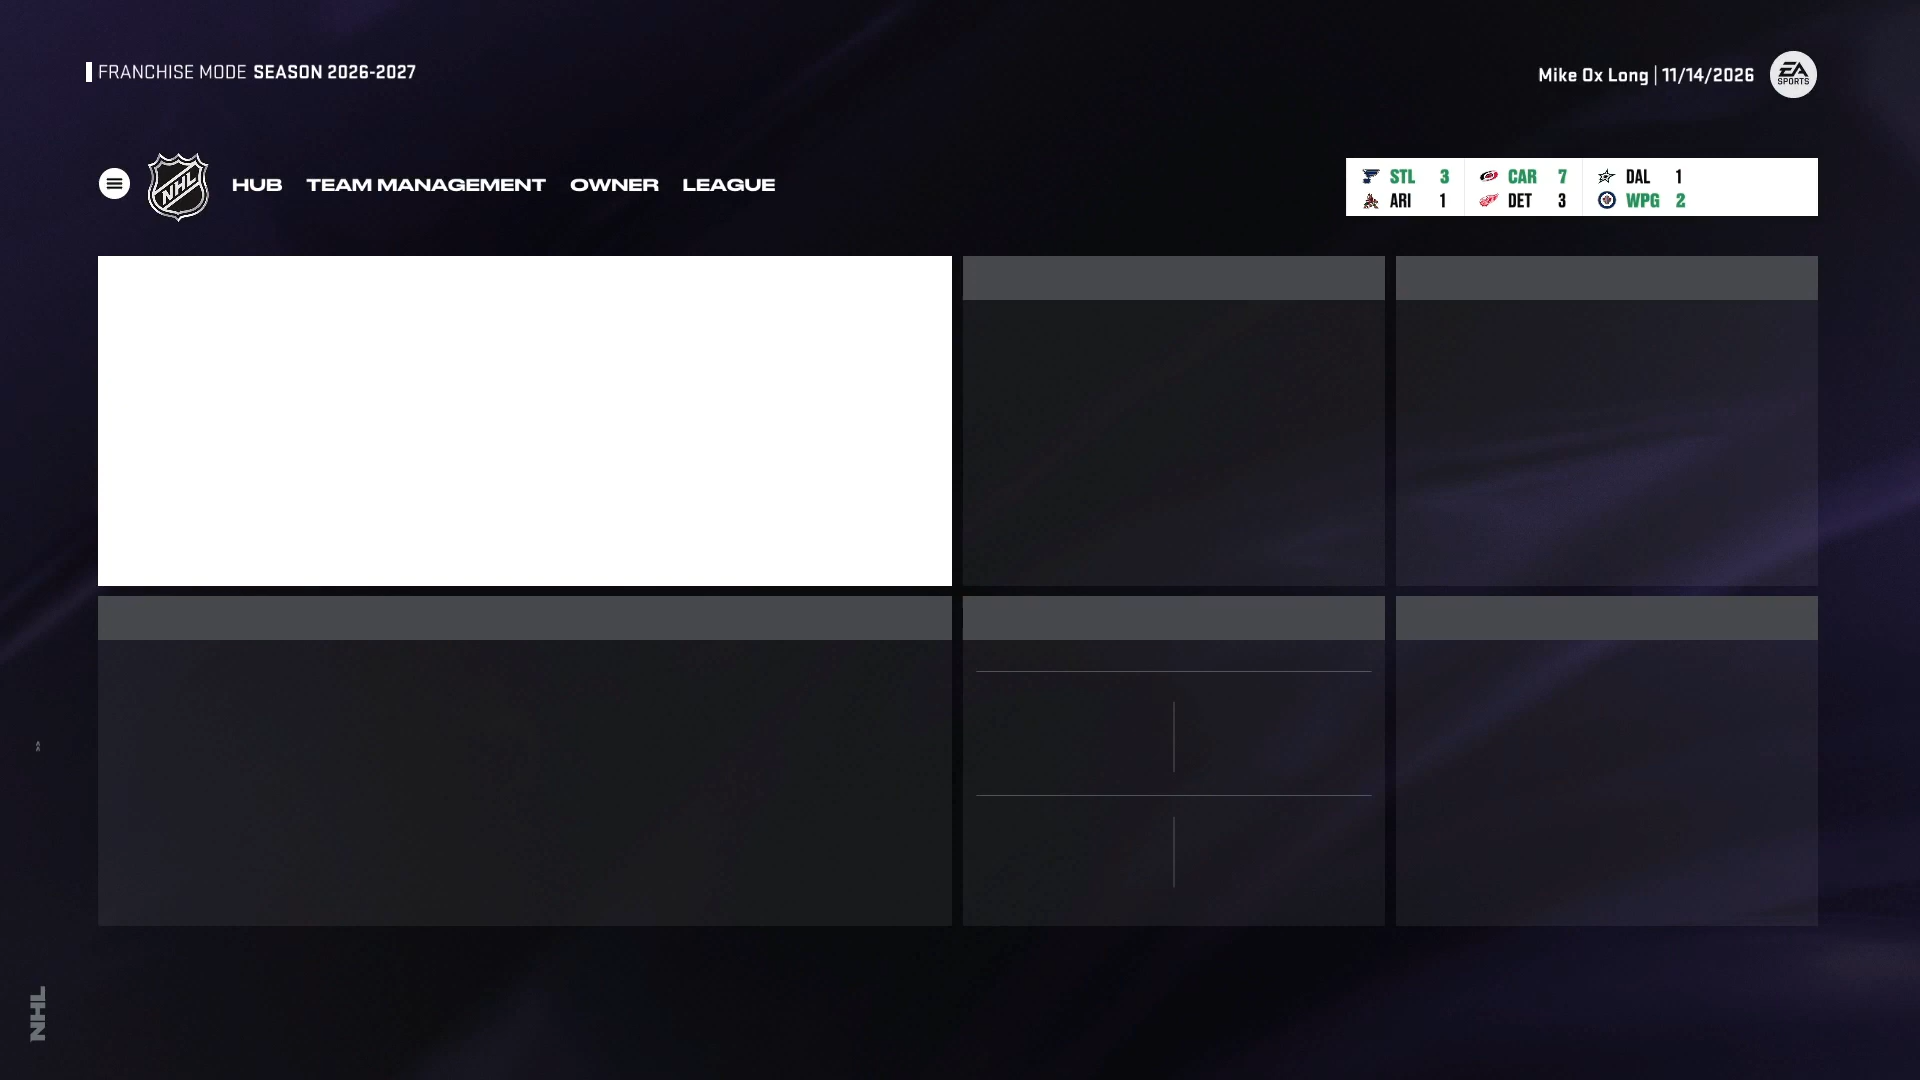 FRANCHISE MODE SEASON 2026-2027
Mike Ox Long | 11/14/2026
EA
SPORTS
NHL
HUB
TEAM MANAGEMENT
OWNER
LEAGUE
STL 3
ARI 1
CAR 7
DET 3
DAL 1
WPG 2
NHL